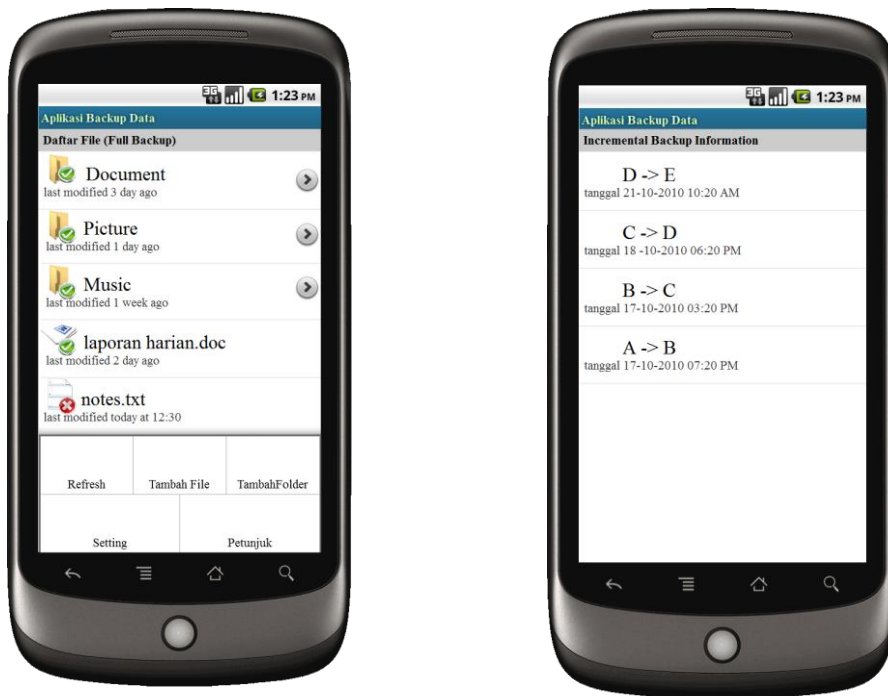 3G 1:23 PM
Aplikasi Backup Data
Daftar File (Full Backup)
Document
last modified 3 day ago
Picture
last modified 1 day ago
Music
last modified 1 week ago
laporan harian.doc
last modified 2 day ago
notes.txt
last modified today at 12:30
Refresh Tambah File TambahFolder
Setting Petunjuk
3G 1:23 PM
Aplikasi Backup Data
Incremental Backup Information
D -> E
tanggal 21-10-2010 10:20 AM
C -> D
tanggal 18 -10-2010 06:20 PM
B -> C
tanggal 17-10-2010 03:20 PM
A -> B
tanggal 17-10-2010 07:20 PM